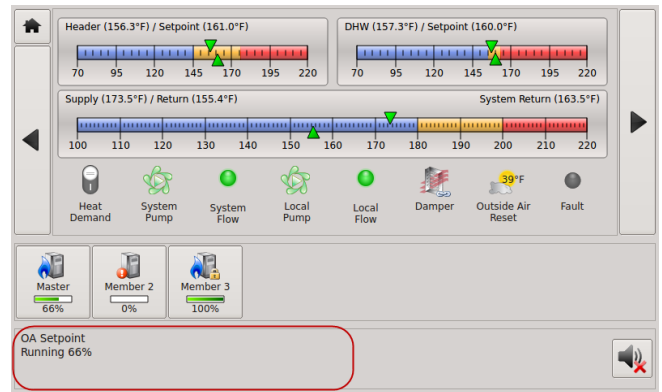 Header (156.3°F) / Setpoint (161.0°F)
70 95 120 145 170 195 220
DHW (157.3°F) / Setpoint (160.0°F)
70 95 120 145 170 195 220
Supply (173.5°F) / Return (155.4°F) System Return (163.5°F)
100 110 120 130 140 150 160 170 180 190 200 210 220
39°F
Heat Demand
System Pump
System Flow
Local Pump
Local Flow
Damper
Outside Air Reset
Fault
Master
66%
Member 2
0%
Member 3
100%
OA Setpoint
Running 66%